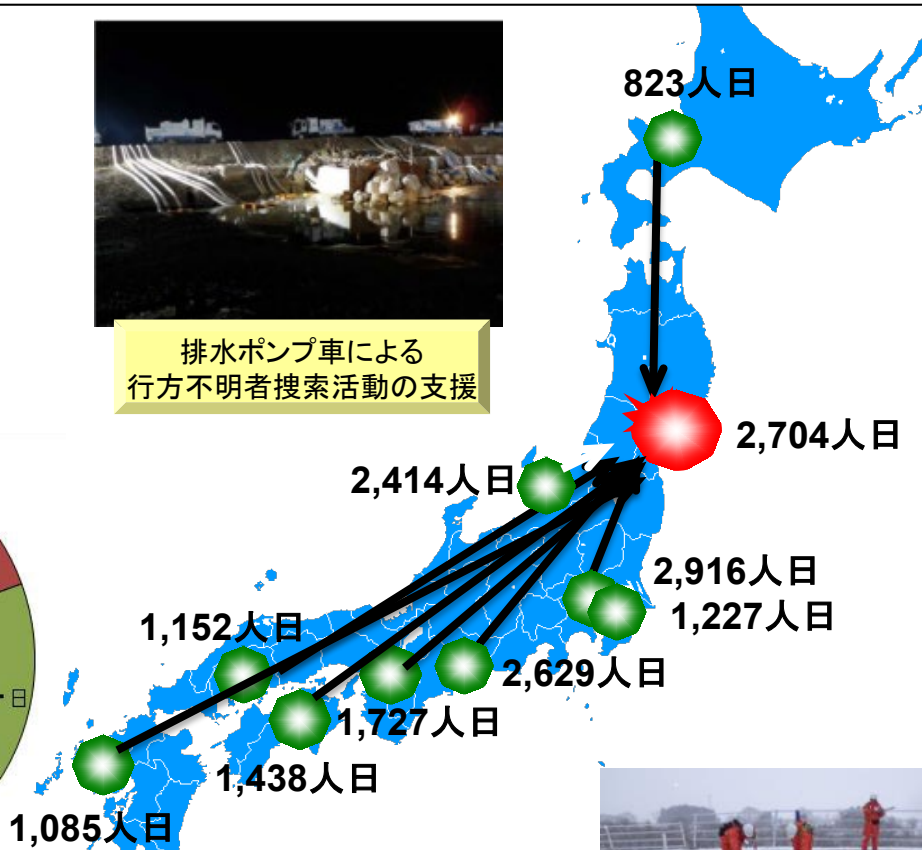 823人日
排水ポンプ車による
行方不明者捜索活動の支援
2,704人日
2,414人日
2,916人日
1,227人日
1,152人日
2,629人日
日
1,727人日
1,438人日
1,085人日